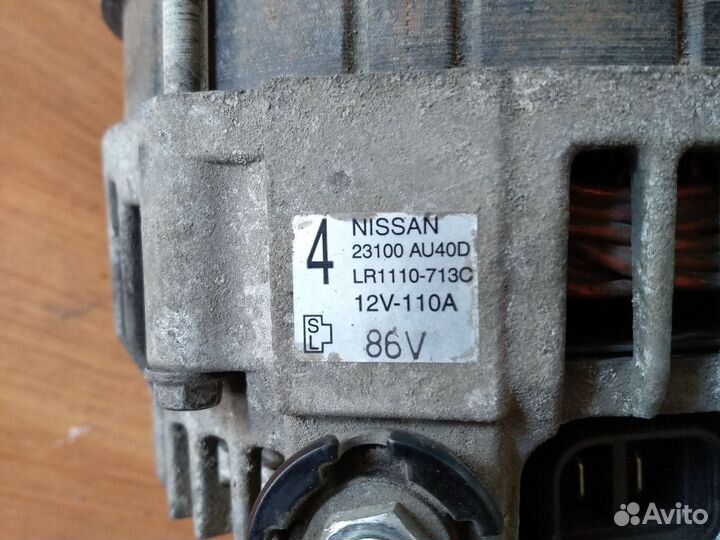 4
NISSAN
23100 AU40D
LR1110-713C
12V-110A
S
L
86V
Avito